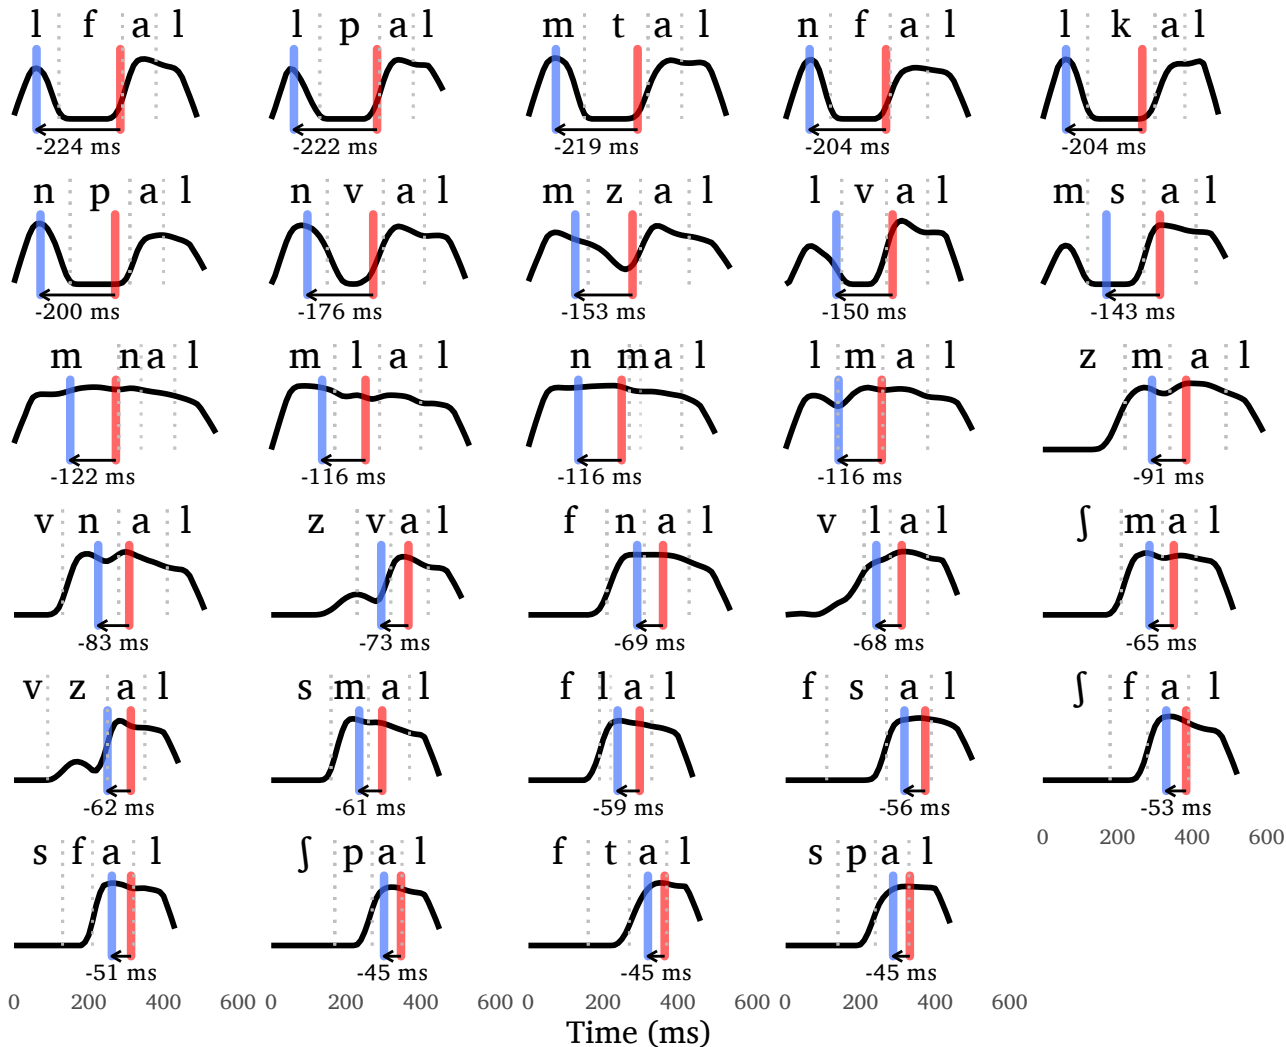 l f a l l p a l m t a l n f a l l k a l
-224 ms -222 ms -219 ms -204 ms -204 ms
n p a l n v a l m z a l l v a l m s a l
-200 ms -176 ms -153 ms -150 ms -143 ms
m n a l m l a l n m a l l m a l z m a l
-122 ms -116 ms -116 ms -116 ms -91 ms
v n a l z v a l f n a l v l a l ʃ m a l
-83 ms -73 ms -69 ms -68 ms -65 ms
v z a l s m a l f l a l f s a l ʃ f a l
-62 ms -61 ms -59 ms -56 ms -53 ms
0 200 400 600
s f a l ʃ p a l f t a l s p a l
-51 ms -45 ms -45 ms -45 ms
0 200 400 600 0 200 400 600 0 200 400 600 0 200 400 600
Time (ms)